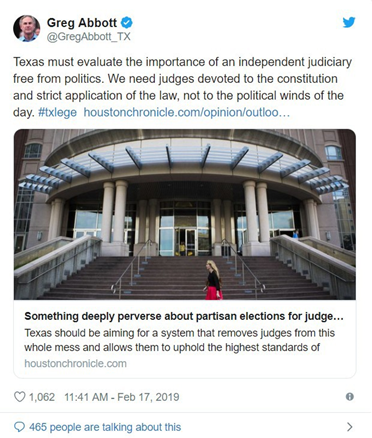 Greg Abbott
@GregAbbott_TX
Texas must evaluate the importance of an independent judiciary
free from politics. We need judges devoted to the constitution
and strict application of the law, not to the political winds of the
day. #txlege houstonchronicle.com/opinion/outloo…
Something deeply perverse about partisan elections for judge…
Texas should be aiming for a system that removes judges from this
whole mess and allows them to uphold the highest standards of
houstonchronicle.com
1,062 11:41 AM - Feb 17, 2019
465 people are talking about this